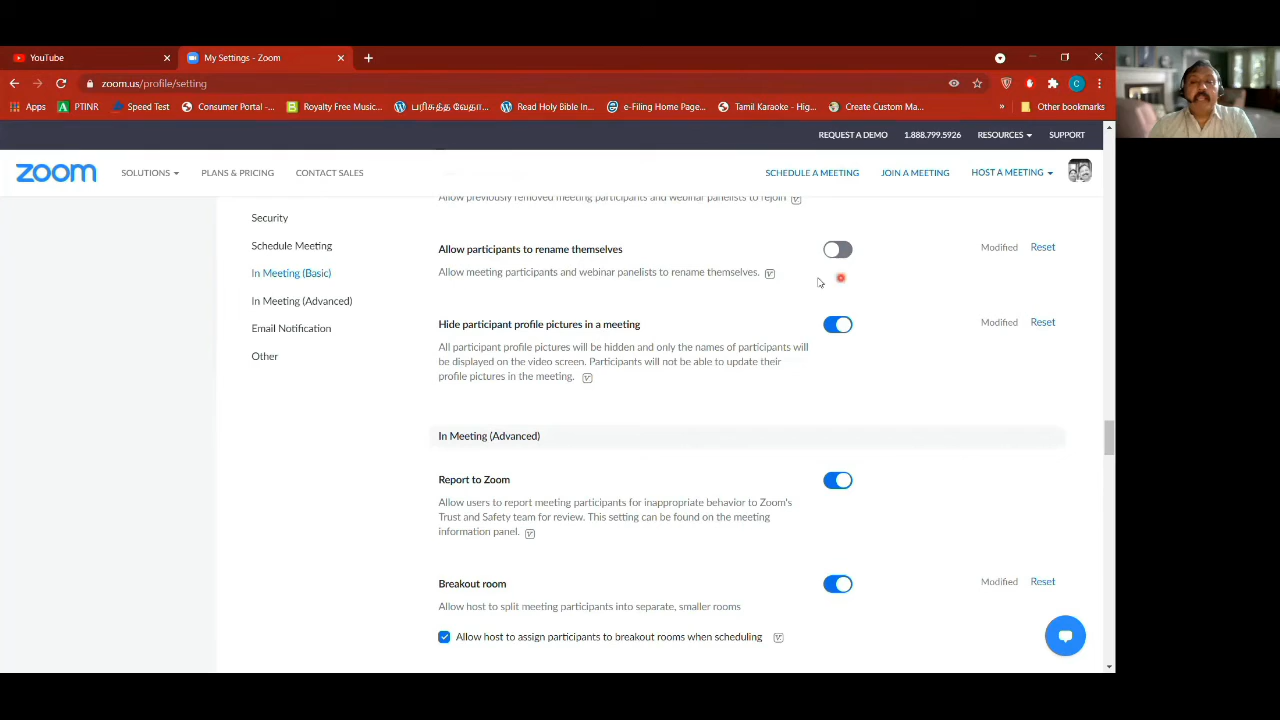 YouTube
My Settings - Zoom
zoom.us/profile/setting
C
Apps
PTINR
Speed Test
Consumer Portal -...
Royalty Free Music...
பரிசுத்த வேதா...
Read Holy Bible In...
e-Filing Home Page...
Tamil Karaoke - Hig...
Create Custom Ma...
»
Other bookmarks
REQUEST A DEMO
1.888.799.5926
RESOURCES
SUPPORT
zoom
SOLUTIONS
PLANS & PRICING
CONTACT SALES
SCHEDULE A MEETING
JOIN A MEETING
HOST A MEETING
Security
Schedule Meeting
In Meeting (Basic)
In Meeting (Advanced)
Email Notification
Other
Allow previously removed meeting participants and webinar panelists to rejoin
Allow participants to rename themselves
Modified
Reset
Allow meeting participants and webinar panelists to rename themselves.
Hide participant profile pictures in a meeting
Modified
Reset
All participant profile pictures will be hidden and only the names of participants will
be displayed on the video screen. Participants will not be able to update their
profile pictures in the meeting.
In Meeting (Advanced)
Report to Zoom
Allow users to report meeting participants for inappropriate behavior to Zoom's
Trust and Safety team for review. This setting can be found on the meeting
information panel.
Breakout room
Modified
Reset
Allow host to split meeting participants into separate, smaller rooms
Allow host to assign participants to breakout rooms when scheduling